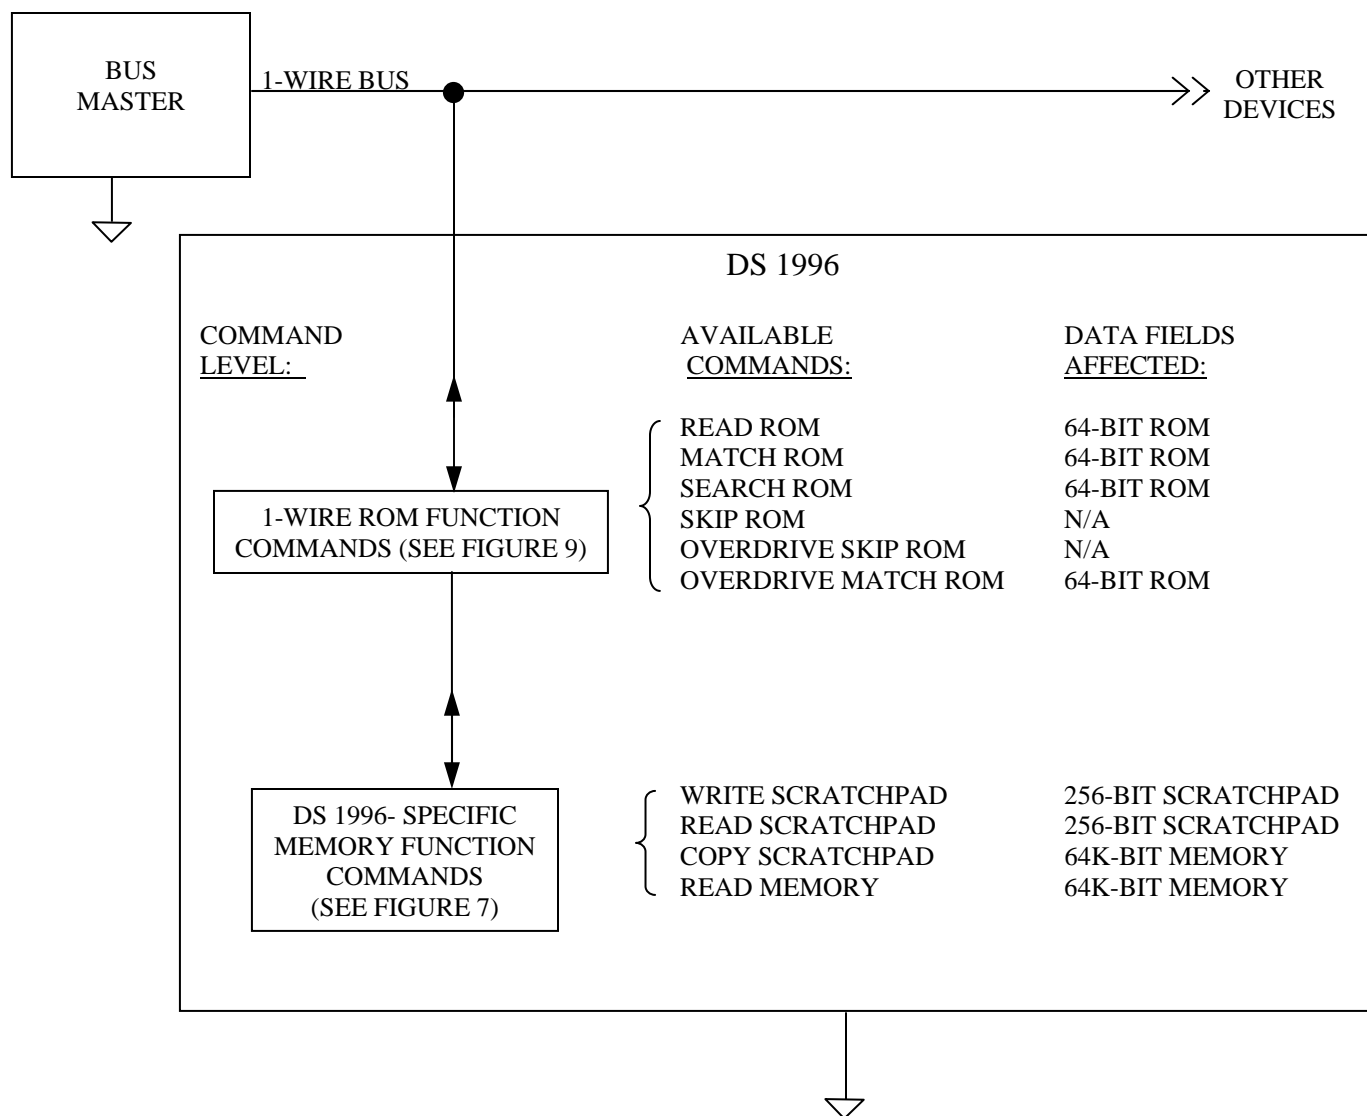 BUS
MASTER
1-WIRE BUS
OTHER
DEVICES
DS 1996
COMMAND
LEVEL:
AVAILABLE
COMMANDS:
DATA FIELDS
AFFECTED:
READ ROM 64-BIT ROM
MATCH ROM 64-BIT ROM
SEARCH ROM 64-BIT ROM
SKIP ROM N/A
OVERDRIVE SKIP ROM N/A
OVERDRIVE MATCH ROM 64-BIT ROM
1-WIRE ROM FUNCTION
COMMANDS (SEE FIGURE 9)
WRITE SCRATCHPAD 256-BIT SCRATCHPAD
READ SCRATCHPAD 256-BIT SCRATCHPAD
COPY SCRATCHPAD 64K-BIT MEMORY
READ MEMORY 64K-BIT MEMORY
DS 1996- SPECIFIC
MEMORY FUNCTION
COMMANDS
(SEE FIGURE 7)